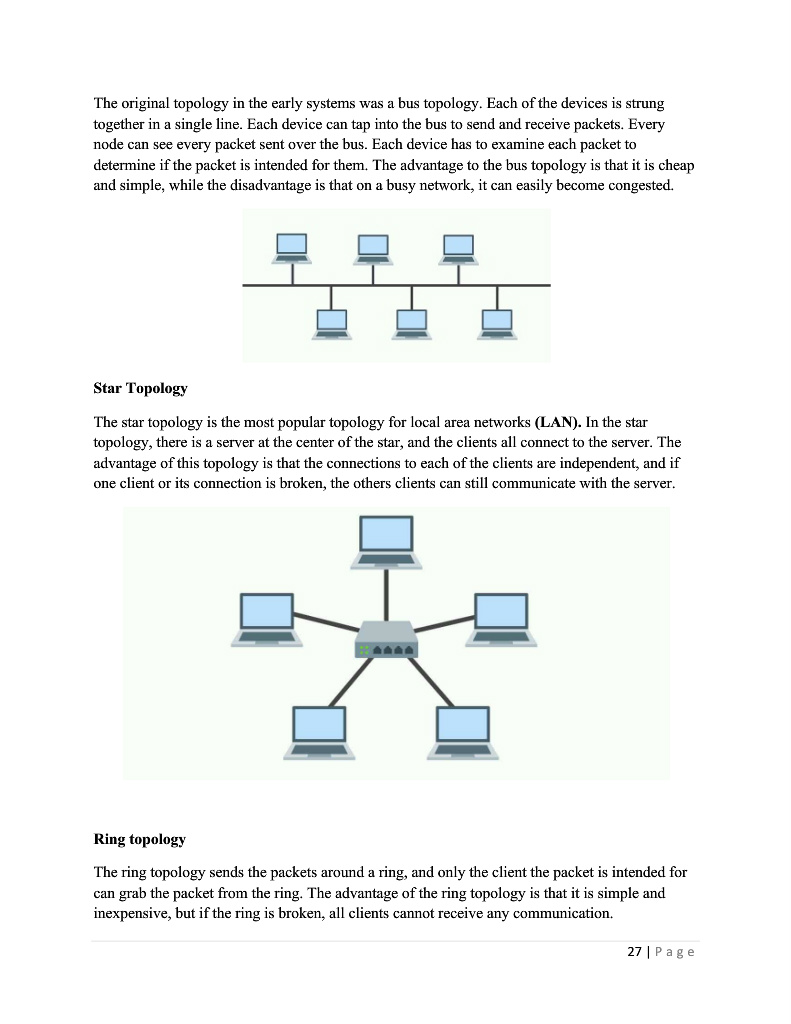 The original topology in the early systems was a bus topology. Each of the devices is strung
together in a single line. Each device can tap into the bus to send and receive packets. Every
node can see every packet sent over the bus. Each device has to examine each packet to
determine if the packet is intended for them. The advantage to the bus topology is that it is cheap
and simple, while the disadvantage is that on a busy network, it can easily become congested.
Star Topology
The star topology is the most popular topology for local area networks (LAN). In the star
topology, there is a server at the center of the star, and the clients all connect to the server. The
advantage of this topology is that the connections to each of the clients are independent, and if
one client or its connection is broken, the others clients can still communicate with the server.
Ring topology
The ring topology sends the packets around a ring, and only the client the packet is intended for
can grab the packet from the ring. The advantage of the ring topology is that it is simple and
inexpensive, but if the ring is broken, all clients cannot receive any communication.
27 | Page